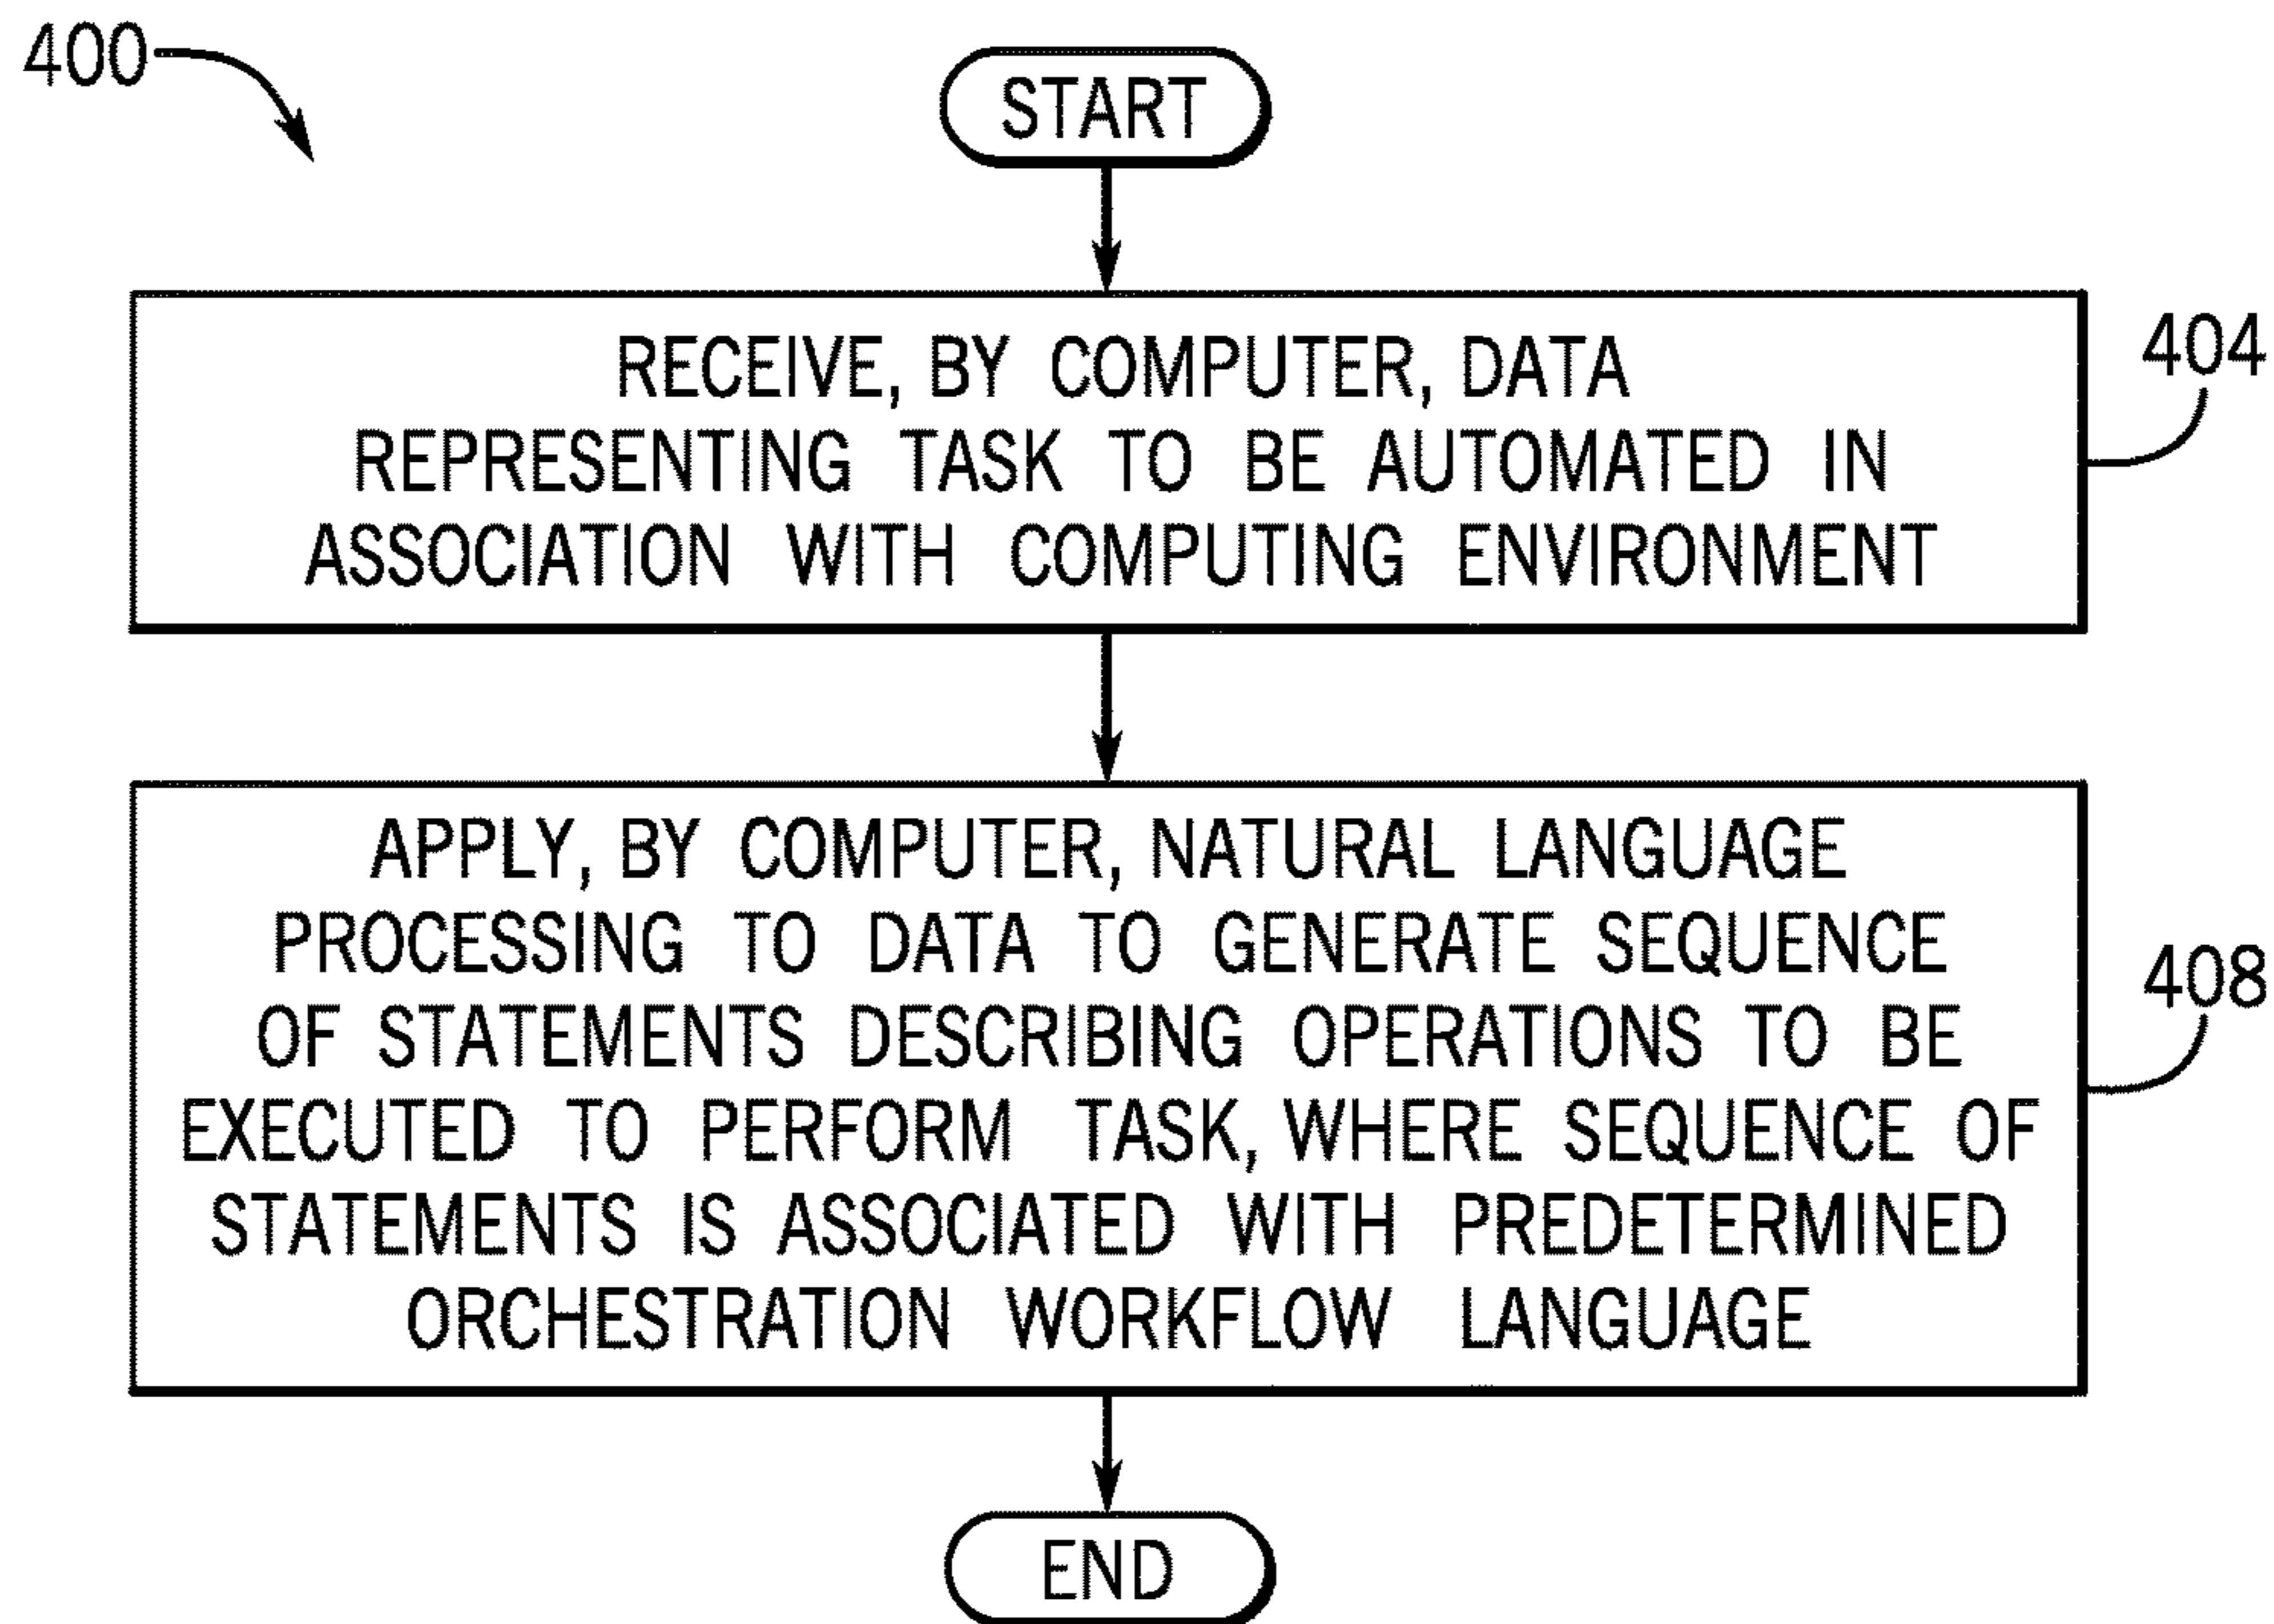 400
START
RECEIVE, BY COMPUTER, DATA
REPRESENTING TASK TO BE AUTOMATED IN
ASSOCIATION WITH COMPUTING ENVIRONMENT
404
APPLY, BY COMPUTER, NATURAL LANGUAGE
PROCESSING TO DATA TO GENERATE SEQUENCE
OF STATEMENTS DESCRIBING OPERATIONS TO BE
EXECUTED TO PERFORM TASK, WHERE SEQUENCE OF
STATEMENTS IS ASSOCIATED WITH PREDETERMINED
ORCHESTRATION WORKFLOW LANGUAGE
408
END